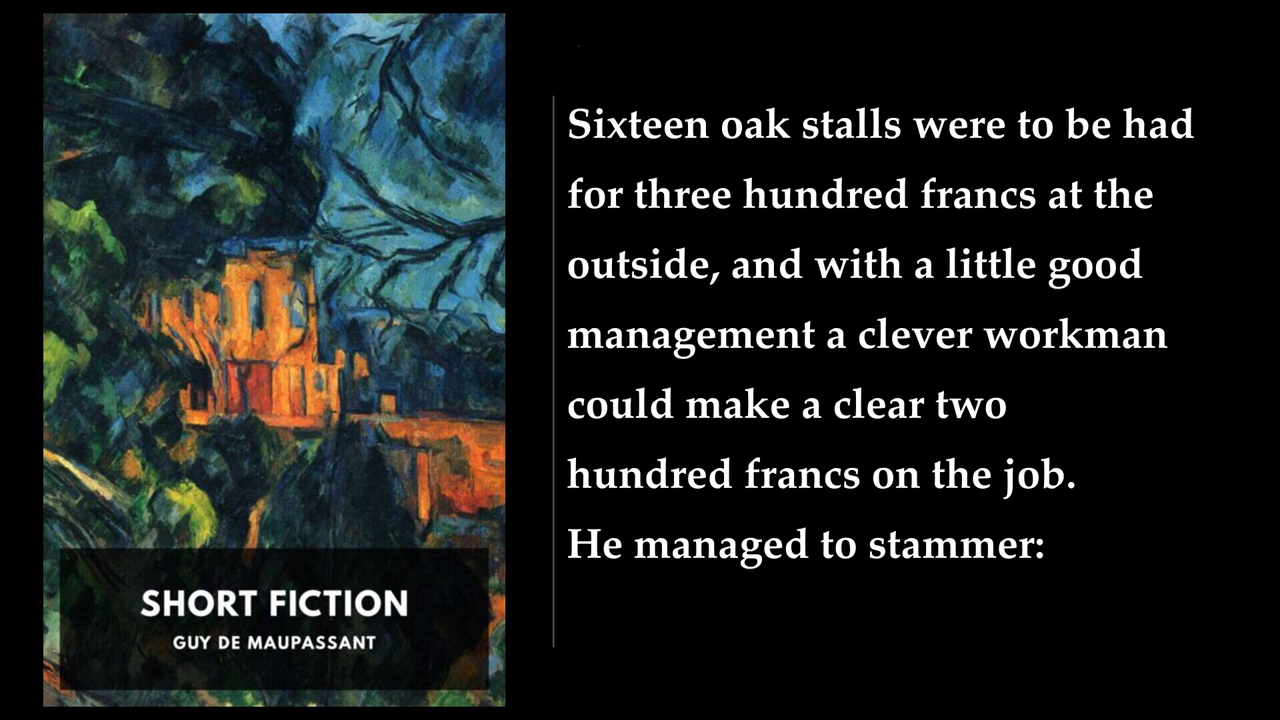 Sixteen oak stalls were to be had
for three hundred francs at the
outside, and with a little good
management a clever workman
could make a clear two
hundred francs on the job.
He managed to stammer:
SHORT FICTION
GUY DE MAUPASSANT